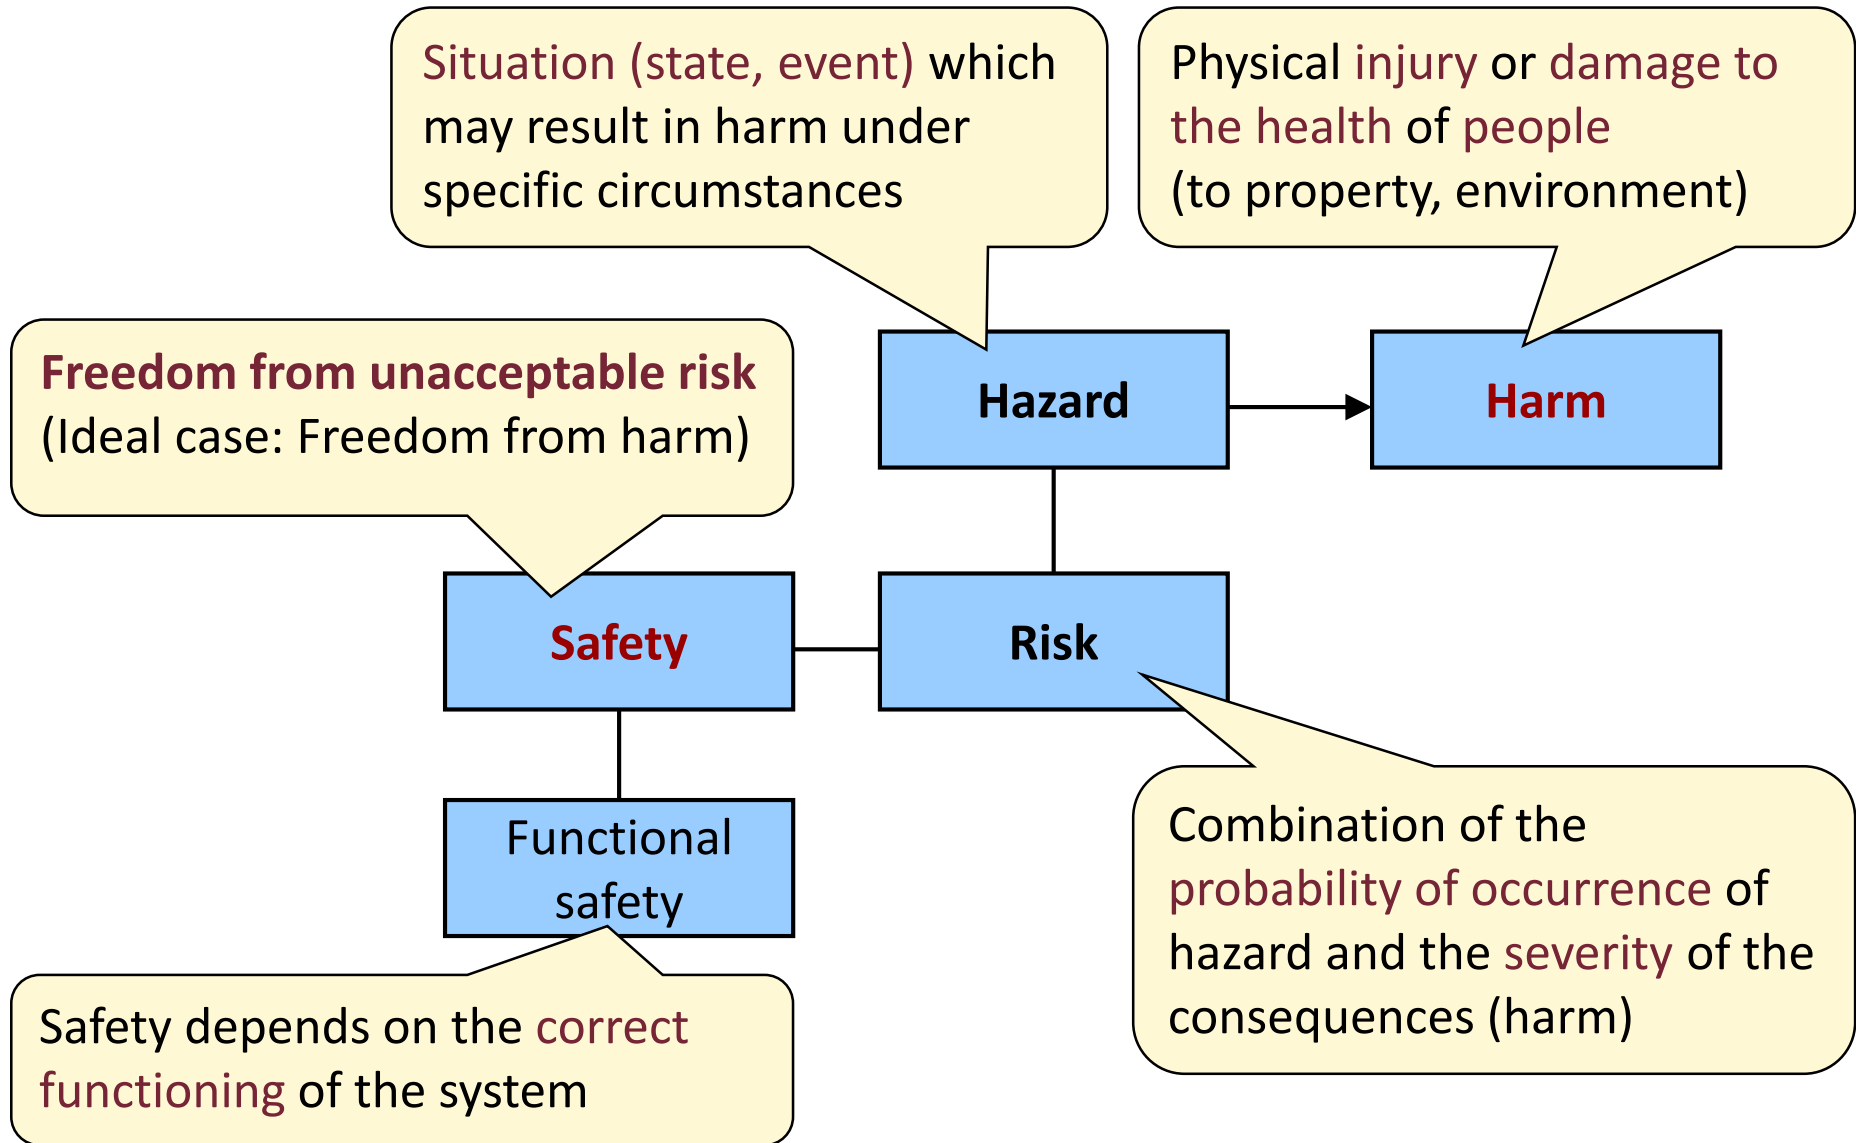 Situation (state, event) which
may result in harm under
specific circumstances
Physical injury or damage to
the health of people
(to property, environment)
Freedom from unacceptable risk
(Ideal case: Freedom from harm)
Hazard
Harm
Safety
Risk
Functional
safety
Combination of the
probability of occurrence of
hazard and the severity of the
consequences (harm)
Safety depends on the correct
functioning of the system